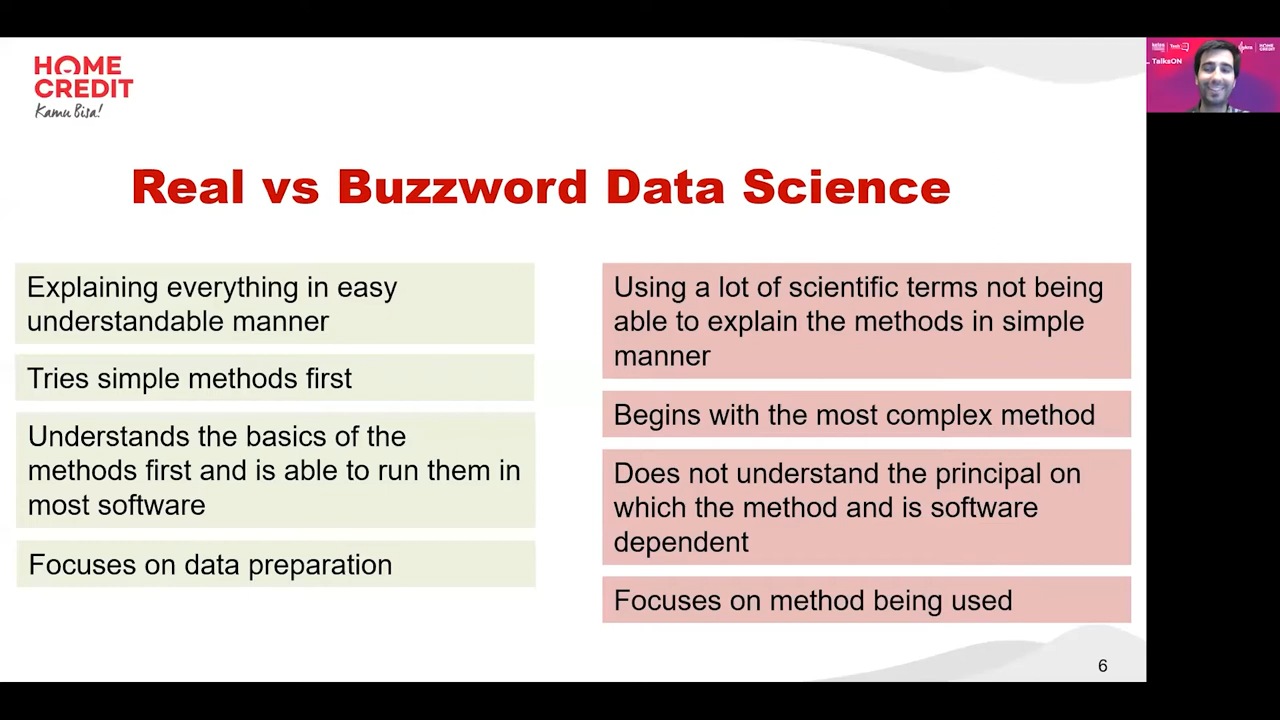 HOME
CREDIT
Kamu Bisa!
TalksON
HOME
CREDIT
Real vs Buzzword Data Science
Explaining everything in easy
understandable manner
Tries simple methods first
Understands the basics of the
methods first and is able to run them in
most software
Focuses on data preparation
Using a lot of scientific terms not being
able to explain the methods in simple
manner
Begins with the most complex method
Does not understand the principal on
which the method and is software
dependent
Focuses on method being used
6